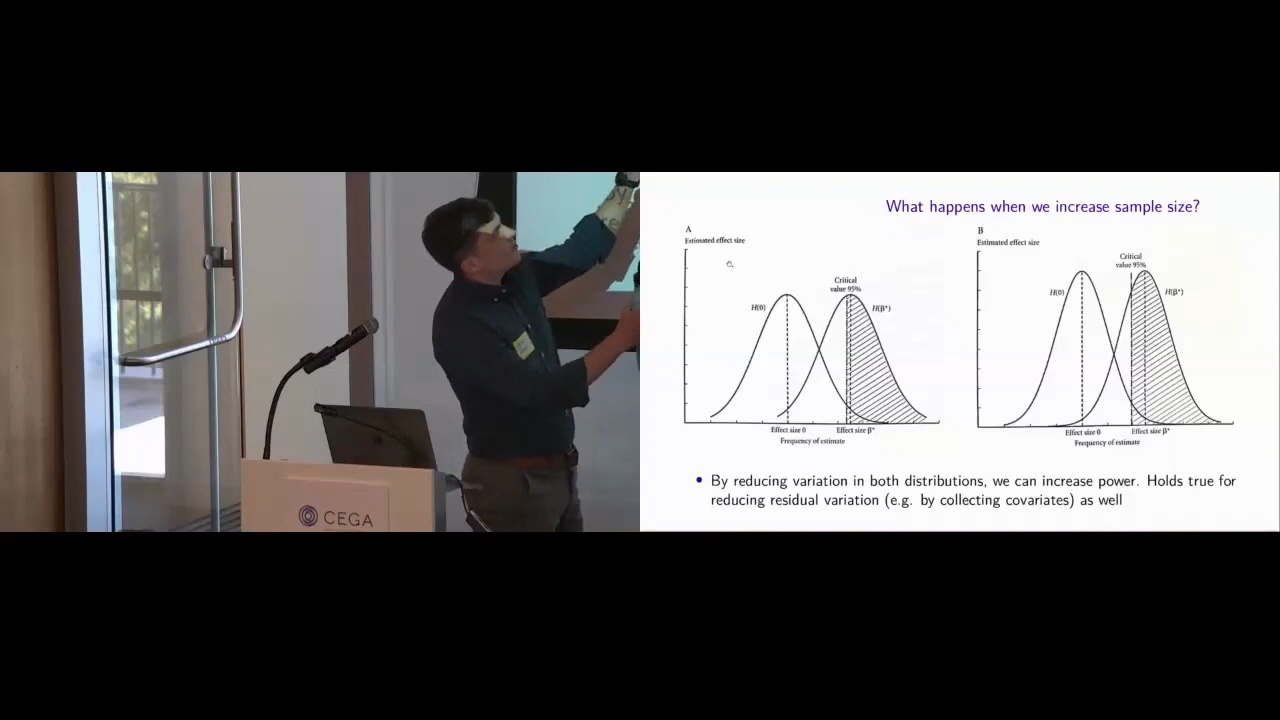 CEGA
What happens when we increase sample size?
A
Estimated effect size
Critical
value 95%
H(0)
H(β*)
Effect size 0
Effect size β*
Frequency of estimate
B
Estimated effect size
Critical
value 95%
H(0)
H(β*)
Effect size 0
Effect size β*
Frequency of estimate
• By reducing variation in both distributions, we can increase power. Holds true for
reducing residual variation (e.g. by collecting covariates) as well